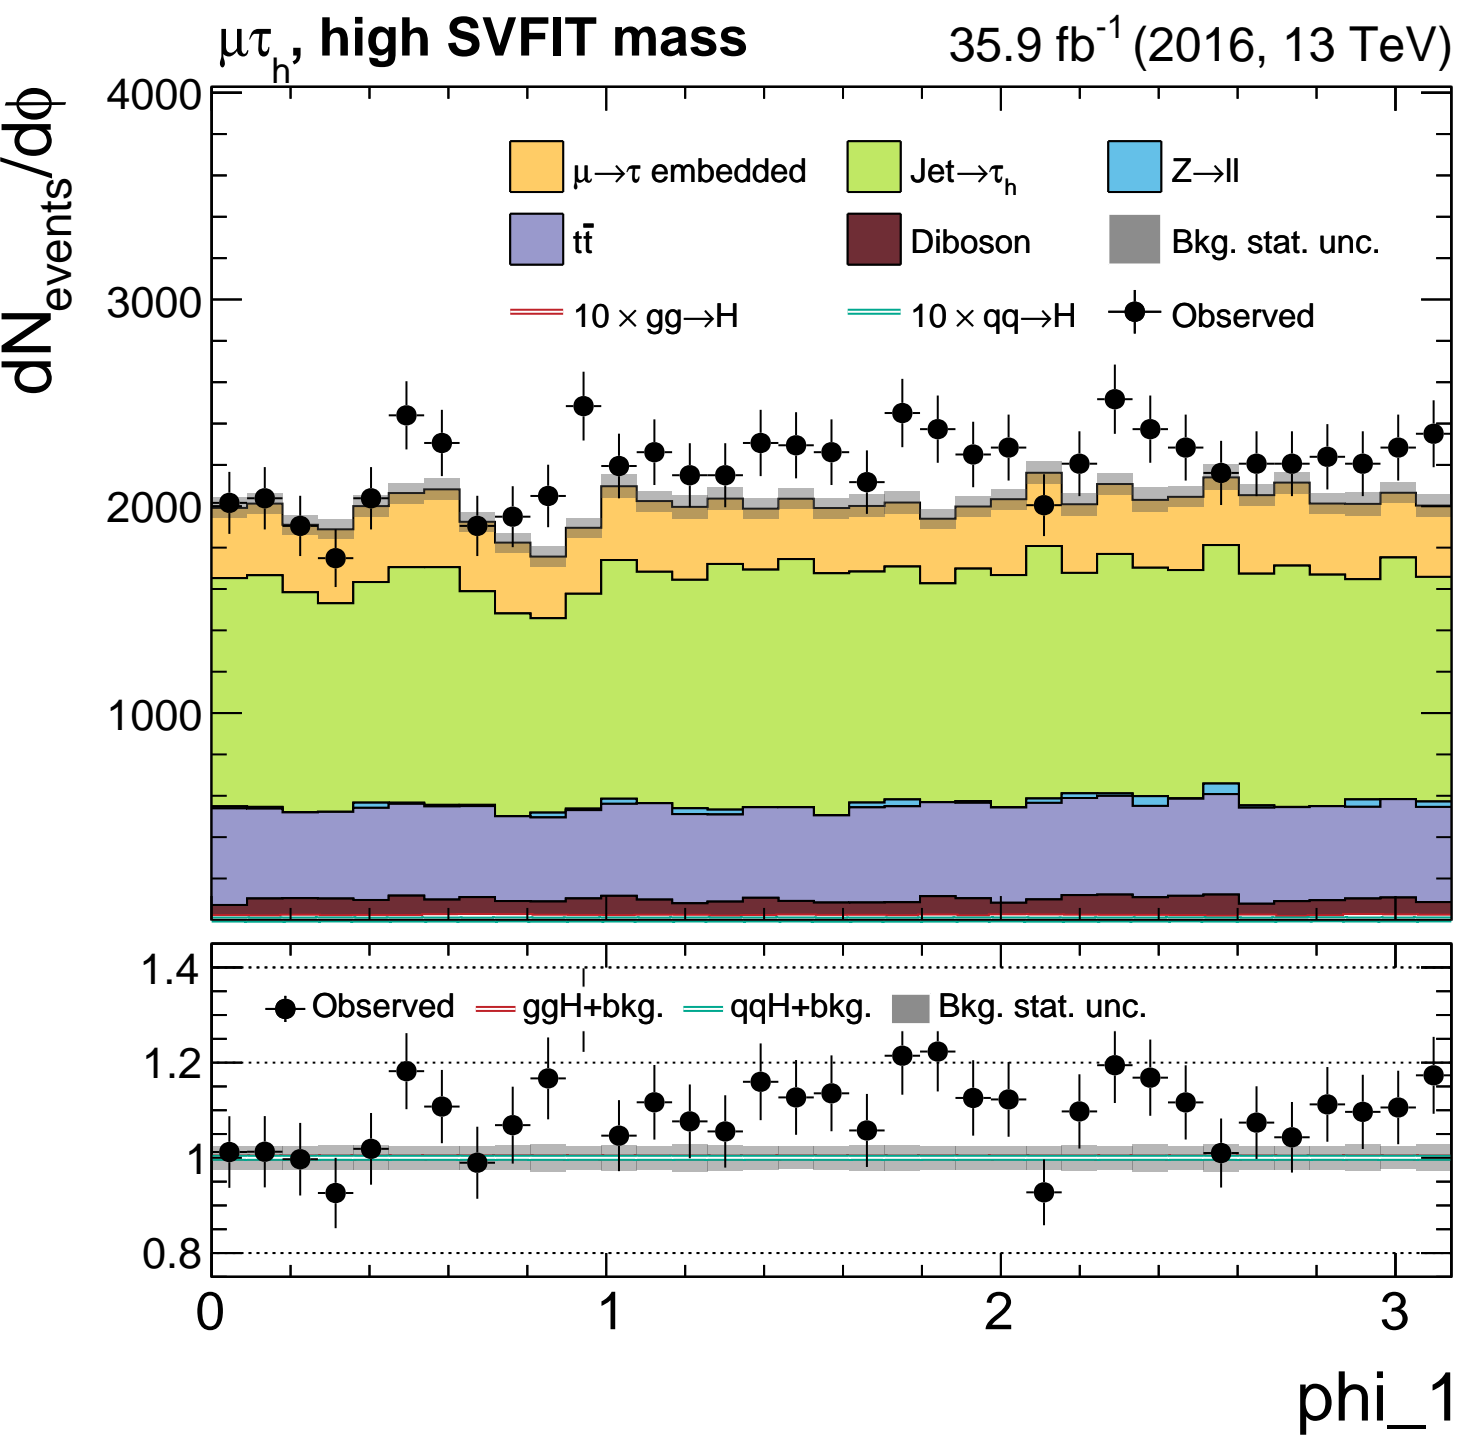 μτh, high SVFIT mass 35.9 fb-1 (2016, 13 TeV)
dNevents/dϕ
4000
3000
2000
1000
μ→τ embedded Jet→τh Z→ll
tt̄ Diboson Bkg. stat. unc.
10 × gg→H 10 × qq→H Observed
1.4
1.2
1
0.8
Observed ggH+bkg. qqH+bkg. Bkg. stat. unc.
0 1 2 3
phi_1